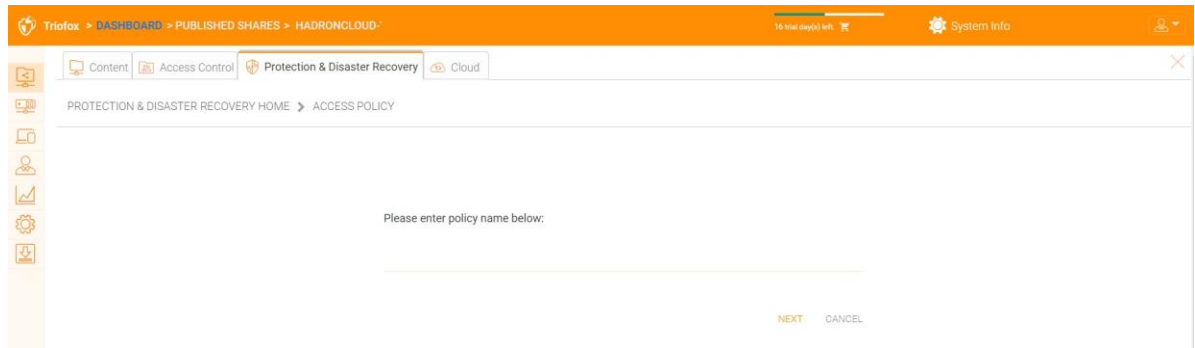 Triofox > DASHBOARD > PUBLISHED SHARES > HADRONCLOUD-'
16 trial day(s) left.
System Info
Content
Access Control
Protection & Disaster Recovery
Cloud
PROTECTION & DISASTER RECOVERY HOME > ACCESS POLICY
Please enter policy name below:
NEXT CANCEL